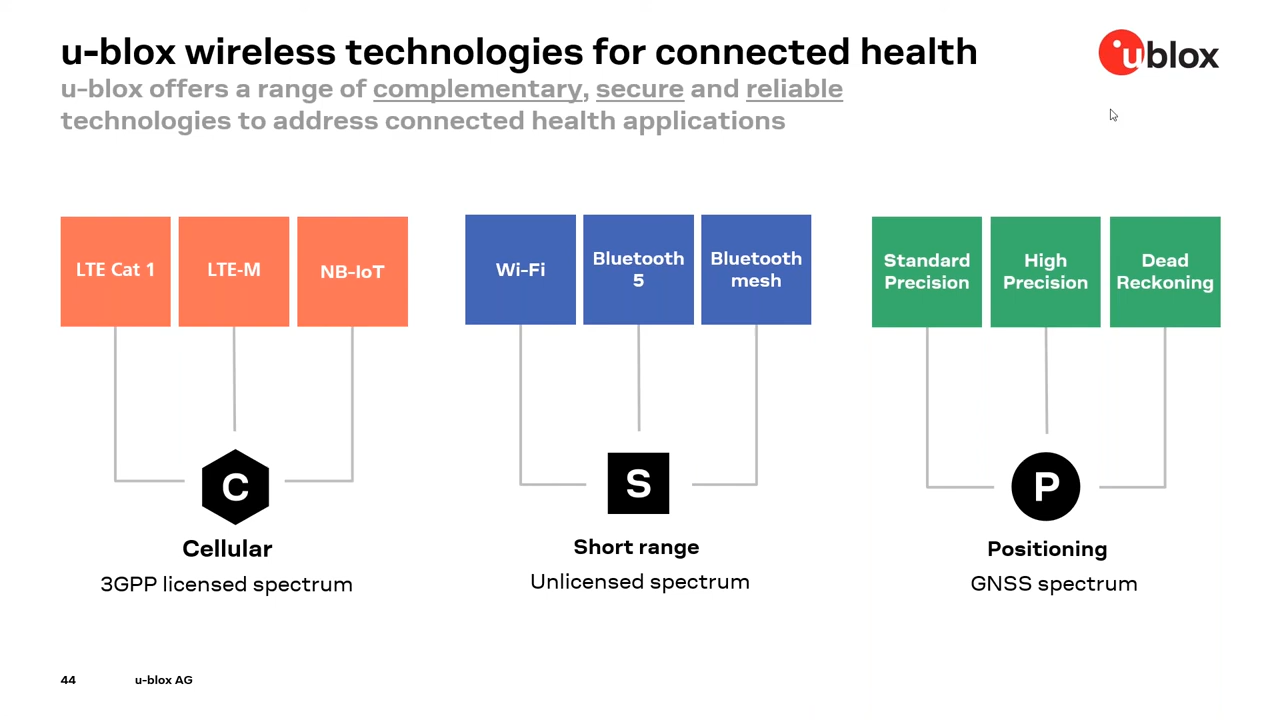 u-blox wireless technologies for connected health
u-blox offers a range of complementary, secure and reliable
technologies to address connected health applications
ublox
LTE Cat 1
LTE-M
NB-IoT
Wi-Fi
Bluetooth
5
Bluetooth
mesh
Standard
Precision
High
Precision
Dead
Reckoning
C
S
P
Cellular
3GPP licensed spectrum
Short range
Unlicensed spectrum
Positioning
GNSS spectrum
44
u-blox AG